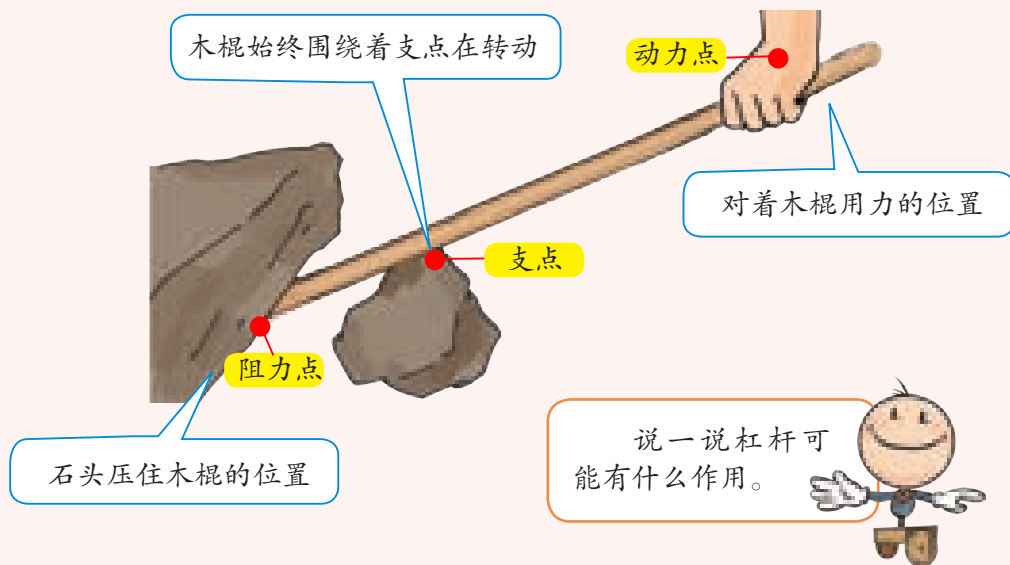 木棍始终围绕着支点在转动
动力点
对着木棍用力的位置
支点
阻力点
石头压住木棍的位置
说一说杠杆可
能有什么作用。